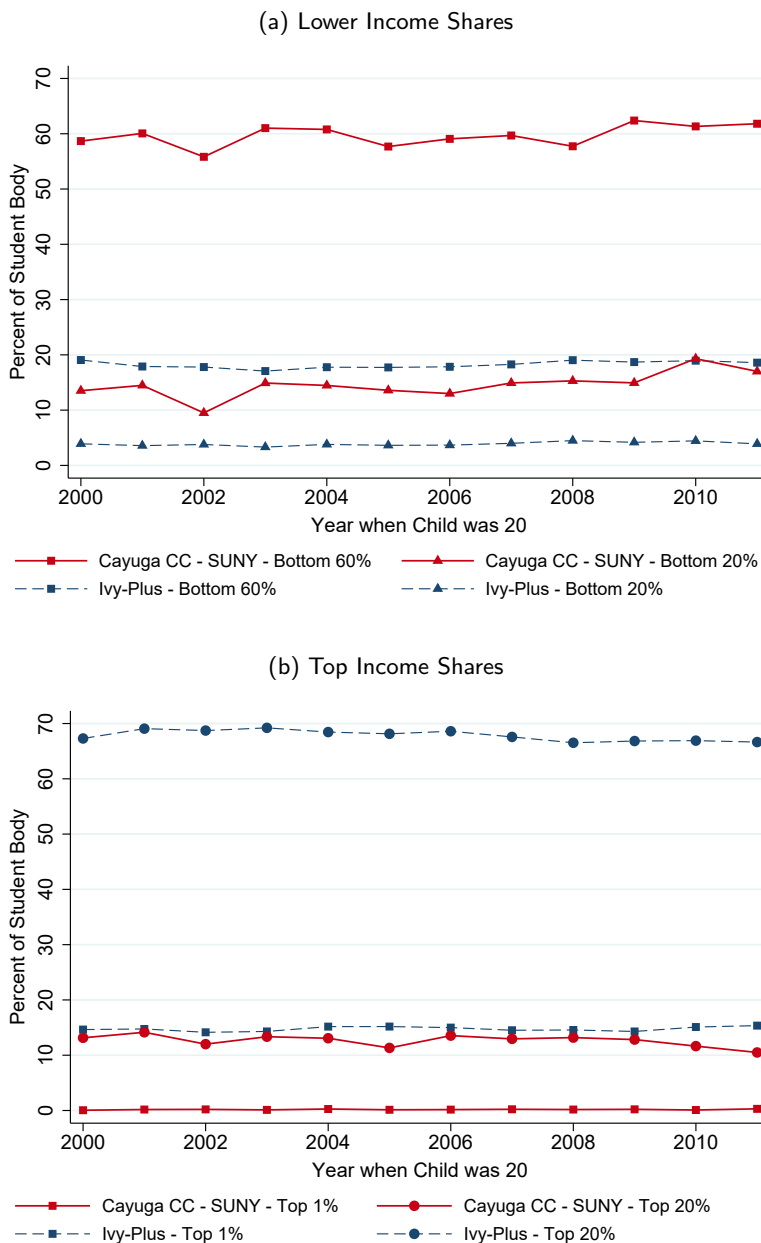 (a) Lower Income Shares
Percent of Student Body
70
60
50
40
30
20
10
0
2000 2002 2004 2006 2008 2010
Year when Child was 20
Cayuga CC - SUNY - Bottom 60% Cayuga CC - SUNY - Bottom 20%
Ivy-Plus - Bottom 60% Ivy-Plus - Bottom 20%
(b) Top Income Shares
Percent of Student Body
70
60
50
40
30
20
10
0
2000 2002 2004 2006 2008 2010
Year when Child was 20
Cayuga CC - SUNY - Top 1% Cayuga CC - SUNY - Top 20%
Ivy-Plus - Top 1% Ivy-Plus - Top 20%